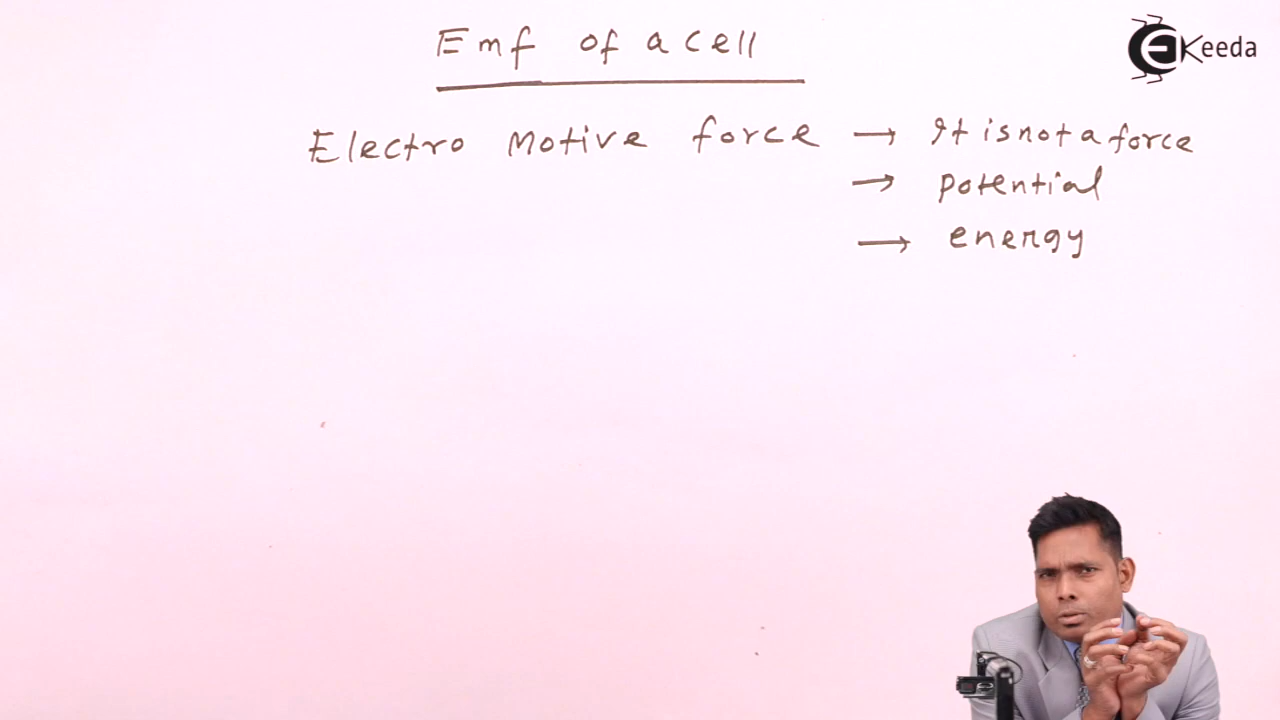 Emf of a cell
EKeeda
Electro Motive force → It is not a force
→ potential
→ energy